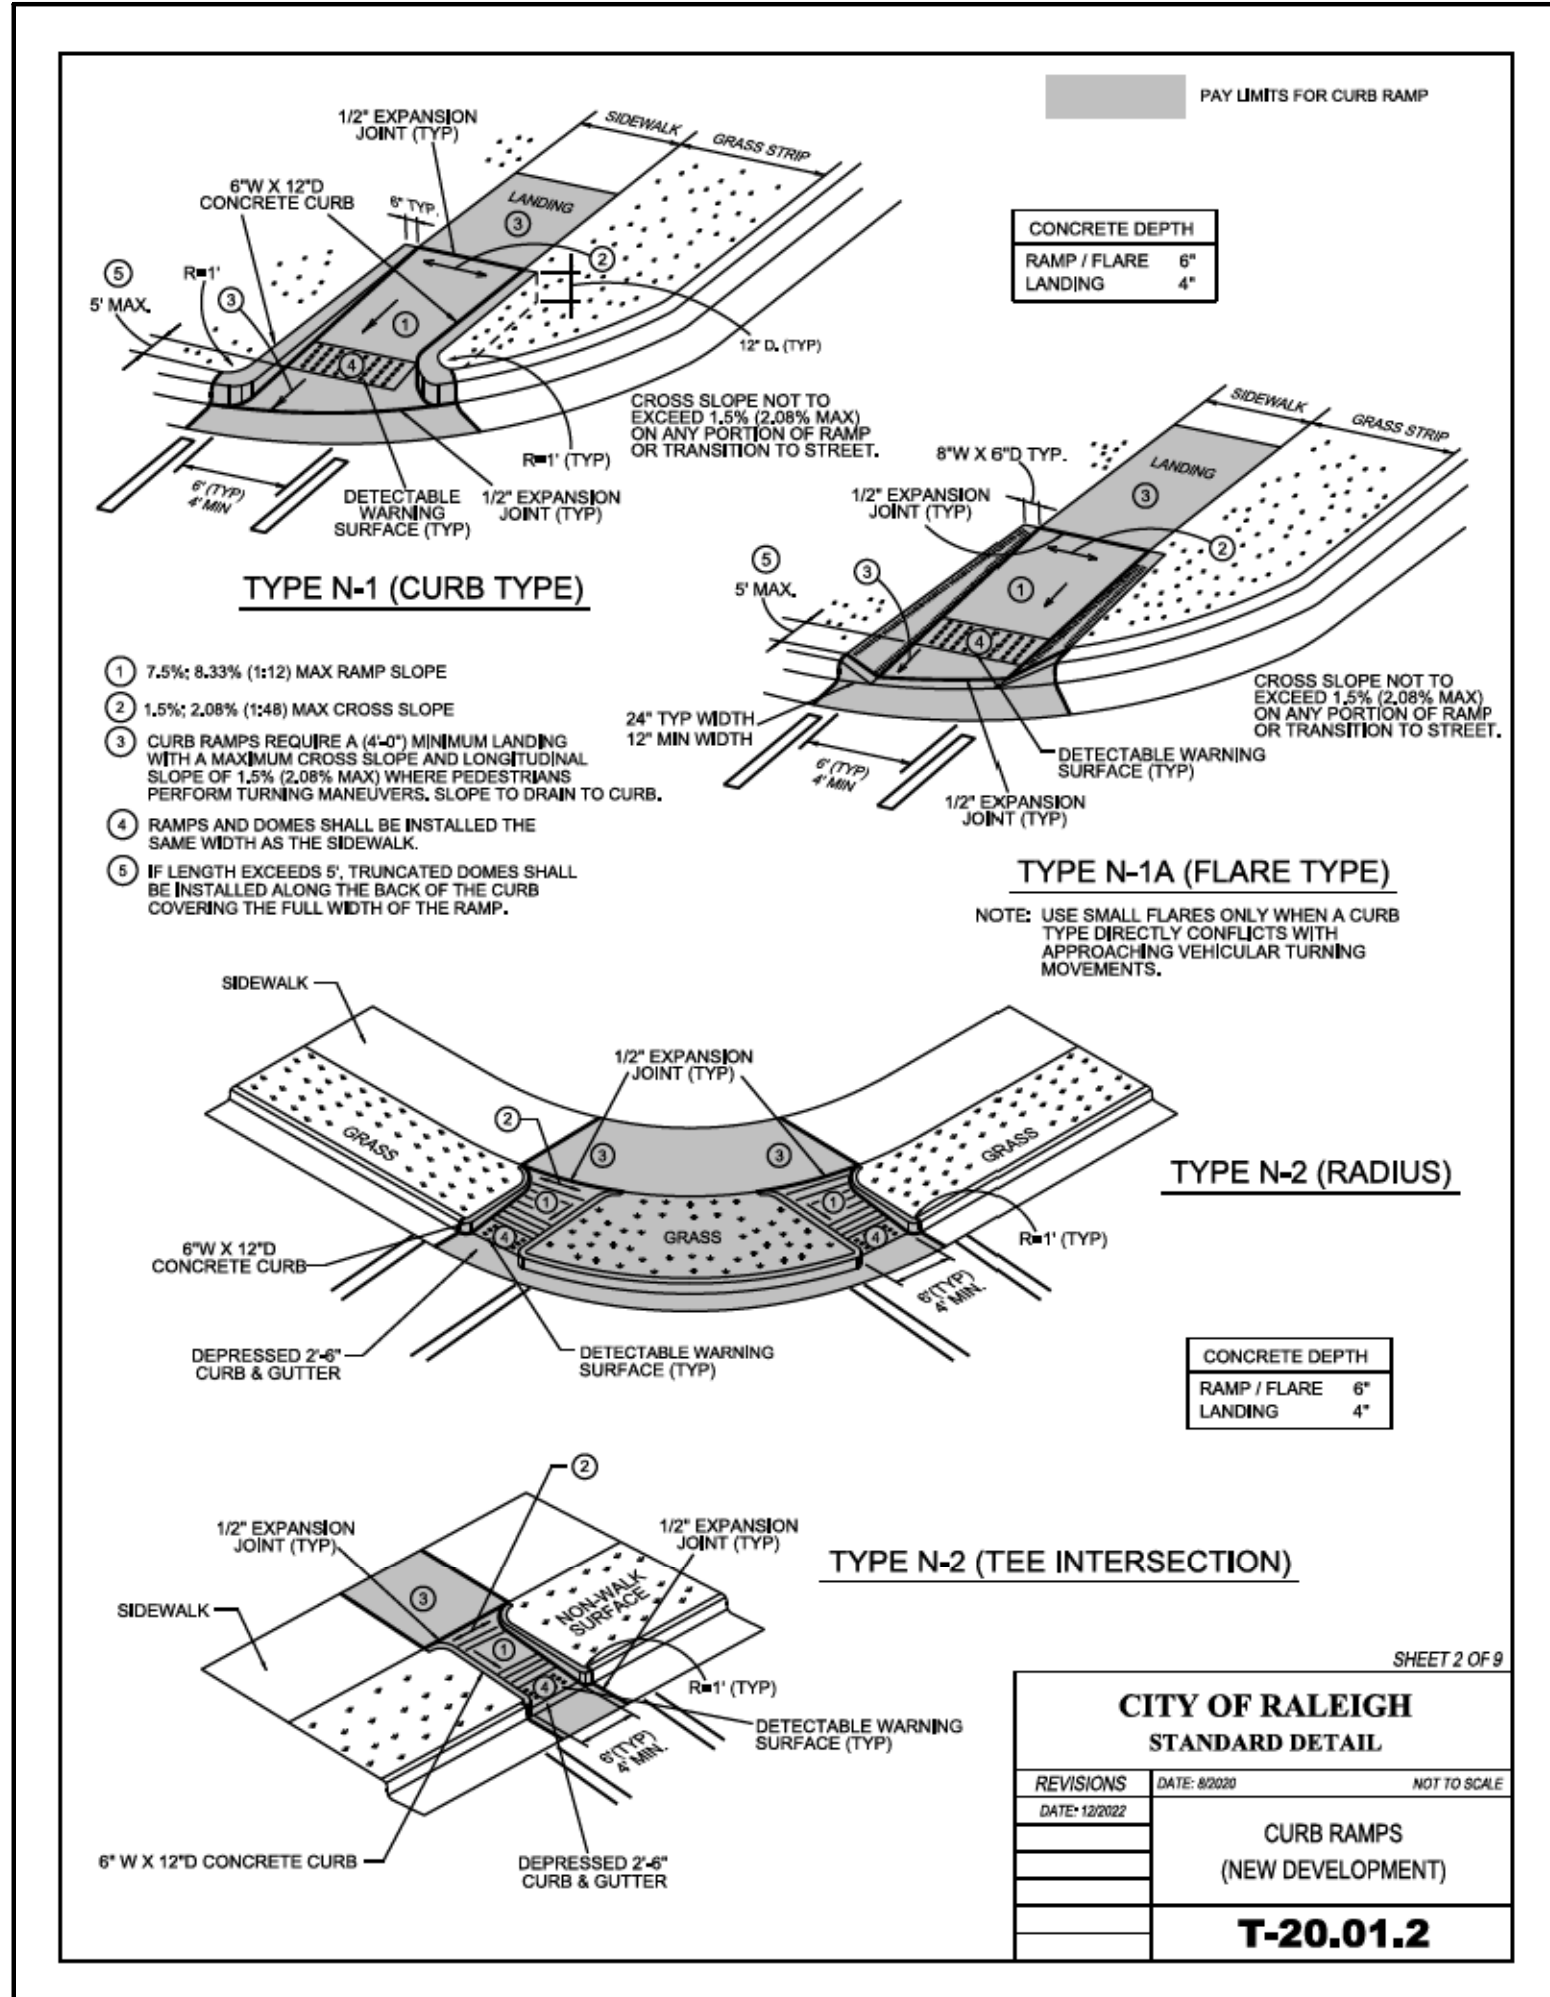 PAY LIMITS FOR CURB RAMP
1/2" EXPANSION
JOINT (TYP)
SIDEWALK
GRASS STRIP
6"W X 12"D
CONCRETE CURB
6" TYP.
LANDING
3
2
5
5' MAX.
R=1'
3
1
4
12" D. (TYP)
CROSS SLOPE NOT TO
EXCEED 1.5% (2.08% MAX)
ON ANY PORTION OF RAMP
OR TRANSITION TO STREET.
R=1' (TYP)
6' (TYP)
4' MIN
DETECTABLE
WARNING
SURFACE (TYP)
1/2" EXPANSION
JOINT (TYP)
TYPE N-1 (CURB TYPE)
CONCRETE DEPTH
RAMP / FLARE 6"
LANDING 4"
SIDEWALK
GRASS STRIP
8"W X 6"D TYP.
LANDING
1/2" EXPANSION
JOINT (TYP)
3
2
5
5' MAX.
3
1
4
CROSS SLOPE NOT TO
EXCEED 1.5% (2.08% MAX)
ON ANY PORTION OF RAMP
OR TRANSITION TO STREET.
24" TYP WIDTH
12" MIN WIDTH
6' (TYP)
4' MIN
DETECTABLE WARNING
SURFACE (TYP)
1/2" EXPANSION
JOINT (TYP)
TYPE N-1A (FLARE TYPE)
NOTE: USE SMALL FLARES ONLY WHEN A CURB
TYPE DIRECTLY CONFLICTS WITH
APPROACHING VEHICULAR TURNING
MOVEMENTS.
1 7.5%; 8.33% (1:12) MAX RAMP SLOPE
2 1.5%; 2.08% (1:48) MAX CROSS SLOPE
3 CURB RAMPS REQUIRE A (4'-0") MINIMUM LANDING
WITH A MAXIMUM CROSS SLOPE AND LONGITUDINAL
SLOPE OF 1.5% (2.08% MAX) WHERE PEDESTRIANS
PERFORM TURNING MANEUVERS. SLOPE TO DRAIN TO CURB.
4 RAMPS AND DOMES SHALL BE INSTALLED THE
SAME WIDTH AS THE SIDEWALK.
5 IF LENGTH EXCEEDS 5', TRUNCATED DOMES SHALL
BE INSTALLED ALONG THE BACK OF THE CURB
COVERING THE FULL WIDTH OF THE RAMP.
SIDEWALK
1/2" EXPANSION
JOINT (TYP)
2
GRASS
3
3
GRASS
1
1
4
GRASS
4
R=1' (TYP)
6"W X 12"D
CONCRETE CURB
6'(TYP)
4' MIN.
DEPRESSED 2'-6"
CURB & GUTTER
DETECTABLE WARNING
SURFACE (TYP)
TYPE N-2 (RADIUS)
CONCRETE DEPTH
RAMP / FLARE 6"
LANDING 4"
2
1/2" EXPANSION
JOINT (TYP)
1/2" EXPANSION
JOINT (TYP)
TYPE N-2 (TEE INTERSECTION)
SIDEWALK
3
NON-WALK
SURFACE
1
4
R=1' (TYP)
DETECTABLE WARNING
SURFACE (TYP)
6'(TYP)
4' MIN.
6" W X 12"D CONCRETE CURB
DEPRESSED 2'-6"
CURB & GUTTER
SHEET 2 OF 9
CITY OF RALEIGH
STANDARD DETAIL
REVISIONS
DATE: 8/2020 NOT TO SCALE
DATE: 12/2022
CURB RAMPS
(NEW DEVELOPMENT)
T-20.01.2